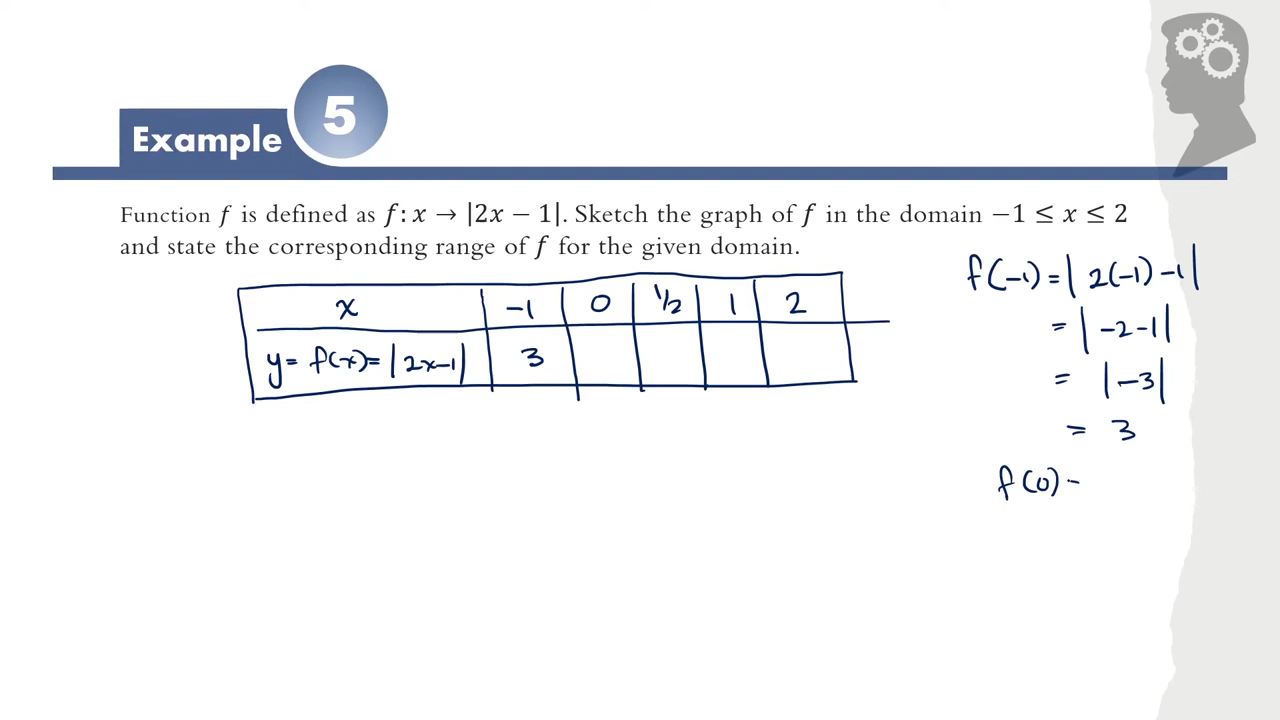 Example 5
Function f is defined as f: x → |2x − 1|. Sketch the graph of f in the domain −1 ≤ x ≤ 2
and state the corresponding range of f for the given domain.
x -1 0 1/2 1 2
y = f(x) = |2x-1| 3
f(-1) = | 2(-1) -1|
= | -2 -1|
= |-3|
= 3
f(0) -